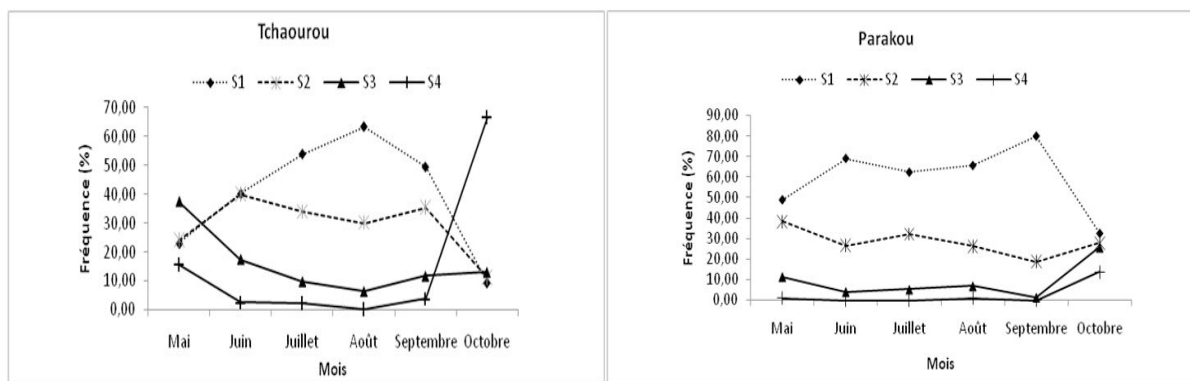 Tchaourou
S1 S2 S3 S4
70,00
60,00
50,00
40,00
30,00
20,00
10,00
0,00
Fréquence (%)
Mai Juin Juillet Août Septembre Octobre
Mois
Parakou
S1 S2 S3 S4
90,00
80,00
70,00
60,00
50,00
40,00
30,00
20,00
10,00
0,00
Fréquence (%)
Mai Juin Juillet Août Septembre Octobre
Mois